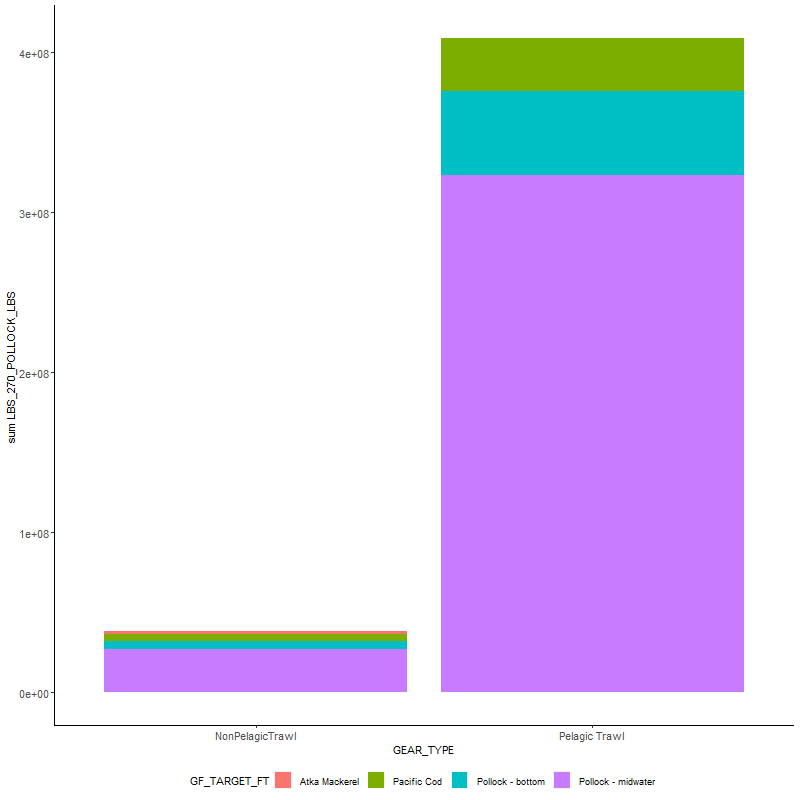 sum LBS_270_POLLOCK_LBS
4e+08
3e+08
2e+08
1e+08
0e+00
NonPelagicTrawl
Pelagic Trawl
GEAR_TYPE
GF_TARGET_FT Atka Mackerel Pacific Cod Pollock - bottom Pollock - midwater